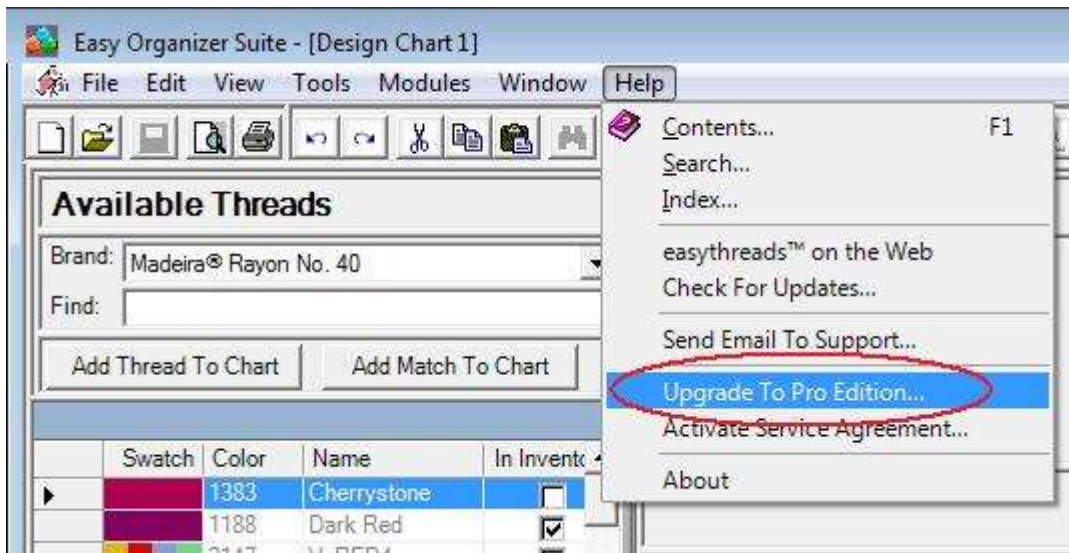 Easy Organizer Suite - [Design Chart 1]
File Edit View Tools Modules Window Help
Contents... F1
Search...
Index...
easythreads™ on the Web
Check For Updates...
Send Email To Support...
Upgrade To Pro Edition...
Activate Service Agreement...
About
Available Threads
Brand: Madeira® Rayon No. 40
Find:
Add Thread To Chart Add Match To Chart
Swatch Color Name In Invento
1383 Cherrystone
1188 Dark Red